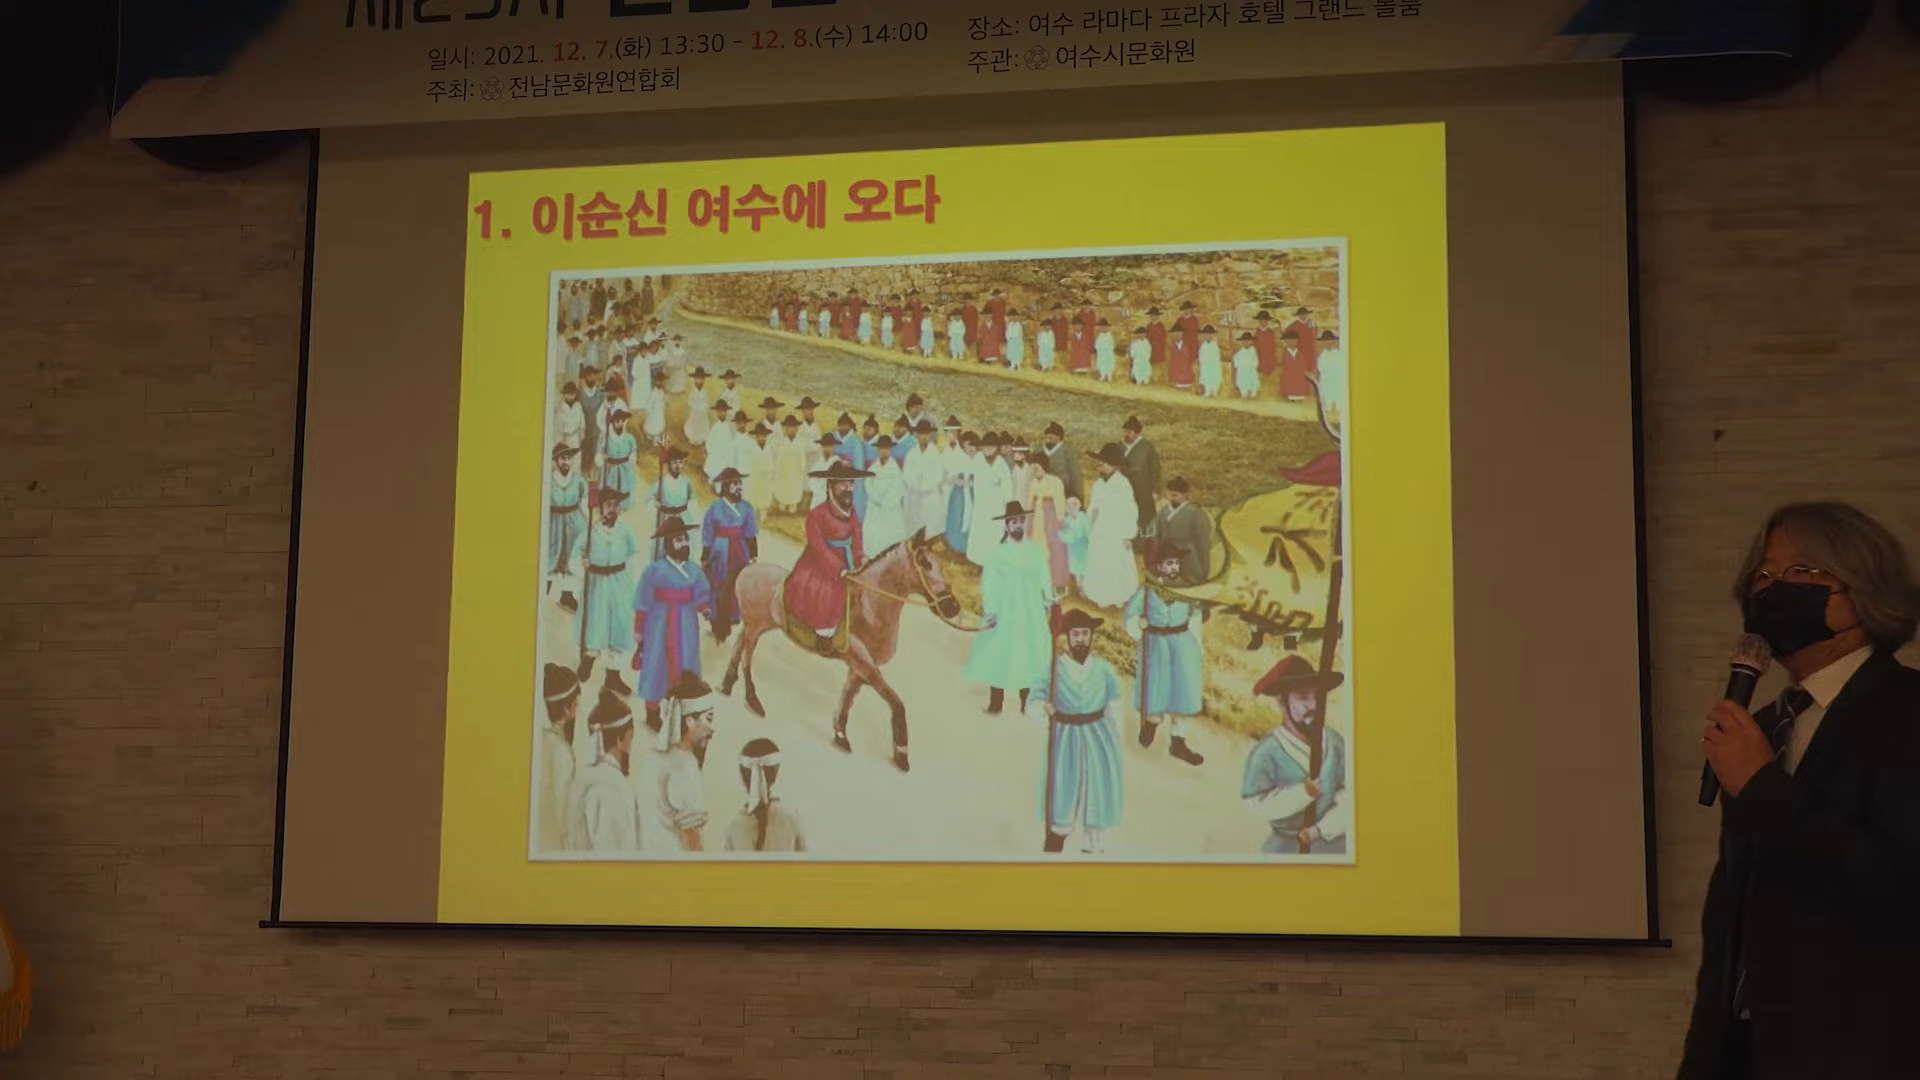 일시: 2021. 12. 7.(화) 13:30 - 12. 8.(수) 14:00
주최: 전남문화원연합회
장소: 여수 라마다 프라자 호텔 그랜드 볼룸
주관: 여수시문화원
1. 이순신 여수에 오다